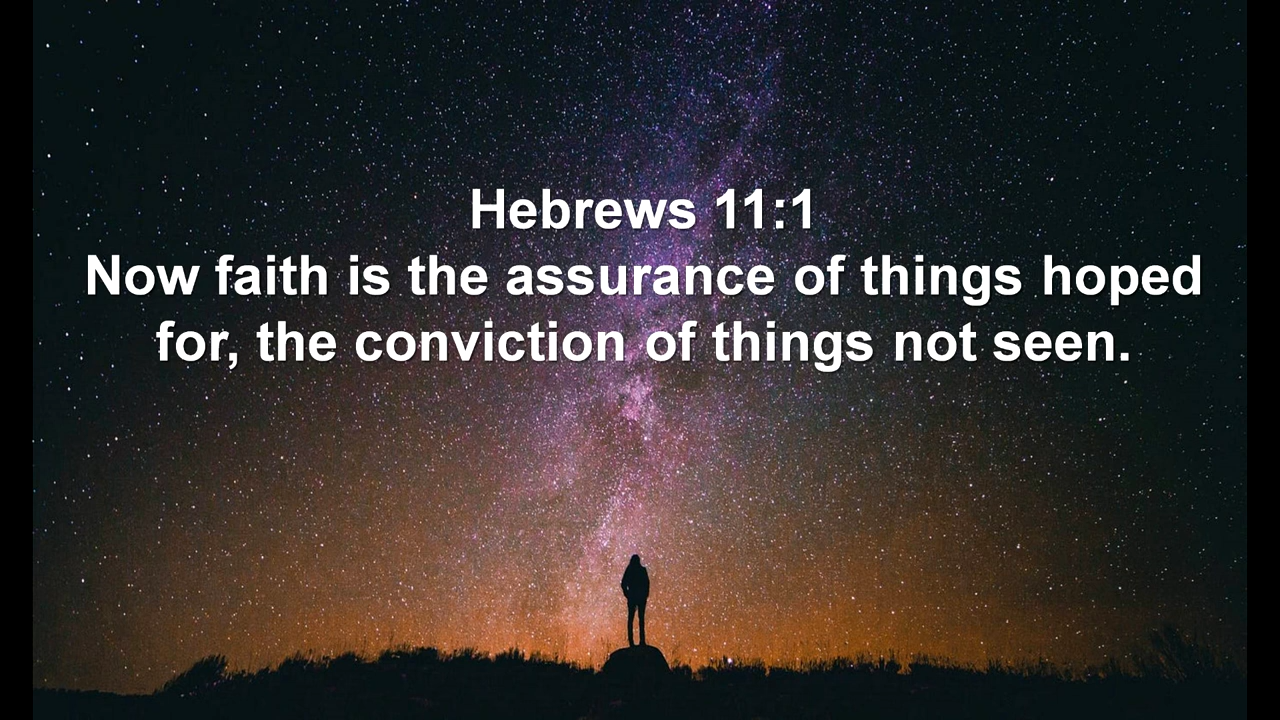 Hebrews 11:1
Now faith is the assurance of things hoped
for, the conviction of things not seen.